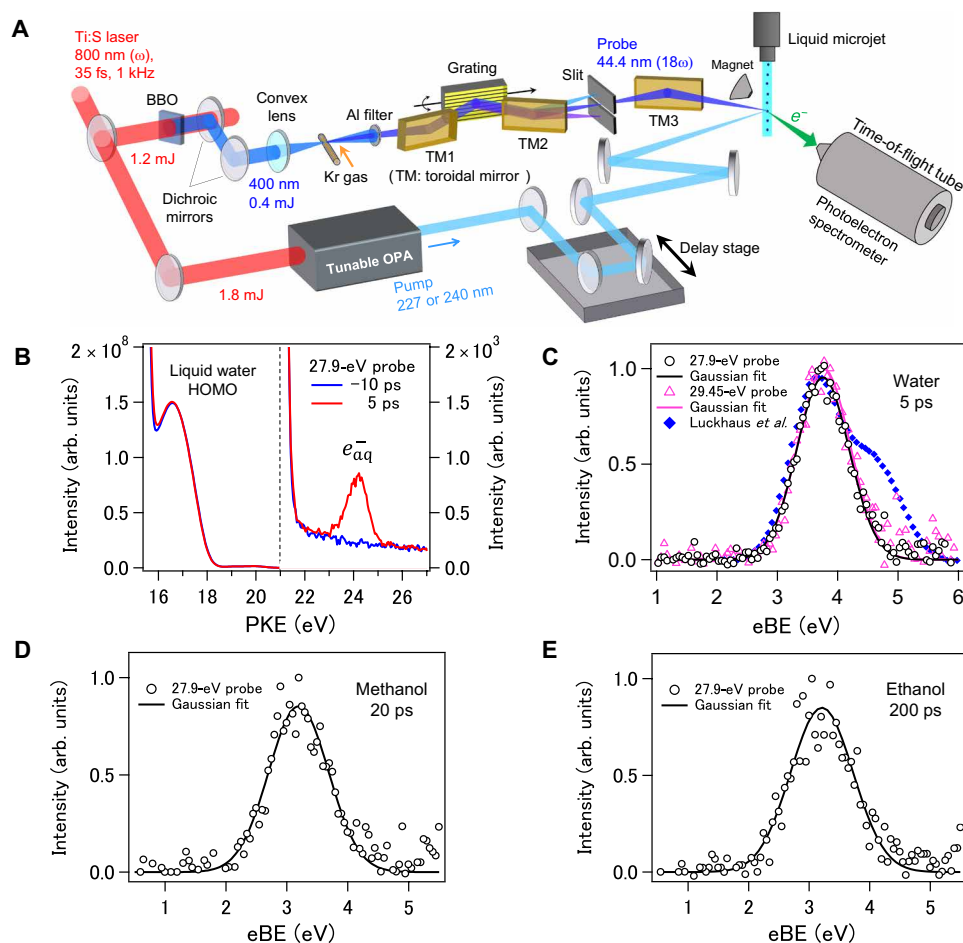 A
Ti:S laser
800 nm (ω),
35 fs, 1 kHz
BBO
Convex
lens
Al filter
Grating
Slit
Probe
44.4 nm (18ω)
Liquid microjet
Magnet
TM3
e⁻
Time-of-flight tube
Photoelectron
spectrometer
1.2 mJ
Dichroic
mirrors
400 nm
0.4 mJ
Kr gas
TM1
TM2
(TM: toroidal mirror )
Tunable OPA
1.8 mJ
Pump
227 or 240 nm
Delay stage
B
Intensity (arb. units)
2 × 10⁸
1.5
1.0
0.5
0.0
Liquid water
HOMO
27.9-eV probe
−10 ps
5 ps
e⁻aq
2 × 10³
1.5
1.0
0.5
0.0
Intensity (arb. units)
16 18 20 22 24 26
PKE (eV)
C
Intensity (arb. units)
1.0
0.5
0.0
27.9-eV probe
Gaussian fit
29.45-eV probe
Gaussian fit
Luckhaus et al.
Water
5 ps
1 2 3 4 5 6
eBE (eV)
D
Intensity (arb. units)
1.0
0.5
0.0
27.9-eV probe
Gaussian fit
Methanol
20 ps
1 2 3 4 5
eBE (eV)
E
Intensity (arb. units)
1.0
0.5
0.0
27.9-eV probe
Gaussian fit
Ethanol
200 ps
1 2 3 4 5
eBE (eV)